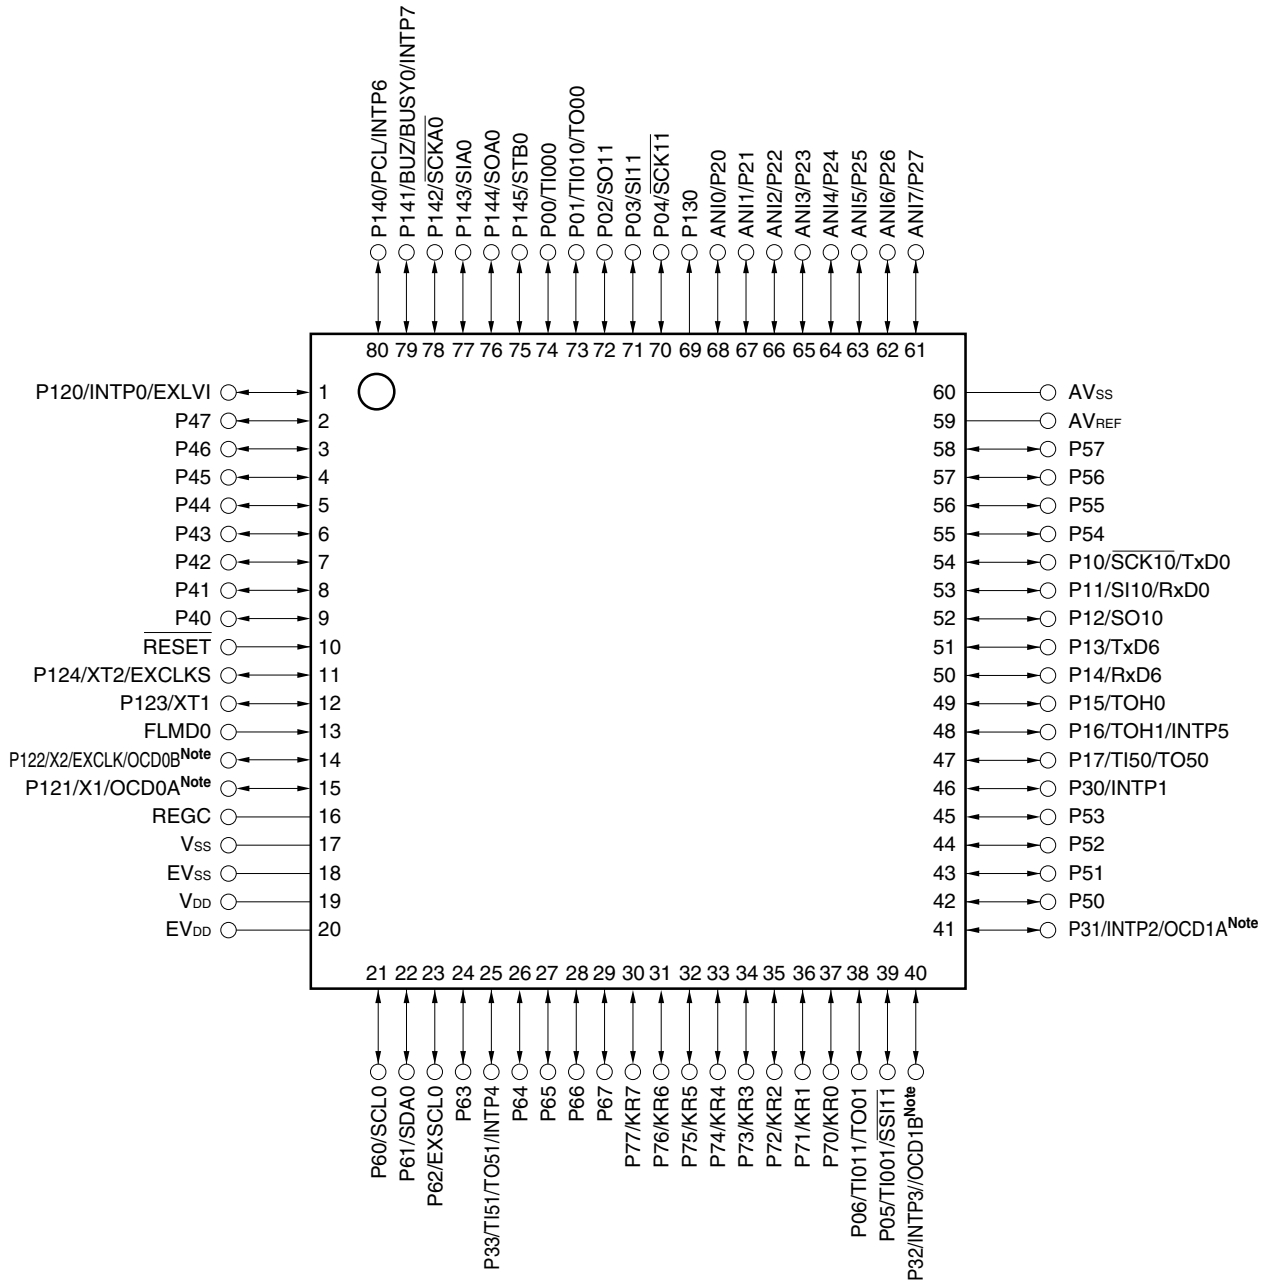 P140/PCL/INTP6
P141/BUZ/BUSY0/INTP7
P142/SCKA0
P143/SIA0
P144/SOA0
P145/STB0
P00/TI000
P01/TI010/TO00
P02/SO11
P03/SI11
P04/SCK11
P130
ANI0/P20
ANI1/P21
ANI2/P22
ANI3/P23
ANI4/P24
ANI5/P25
ANI6/P26
ANI7/P27
80 79 78 77 76 75 74 73 72 71 70 69 68 67 66 65 64 63 62 61
P120/INTP0/EXLVI 1
P47 2
P46 3
P45 4
P44 5
P43 6
P42 7
P41 8
P40 9
RESET 10
P124/XT2/EXCLKS 11
P123/XT1 12
FLMD0 13
P122/X2/EXCLK/OCD0BNote 14
P121/X1/OCD0ANote 15
REGC 16
VSS 17
EVSS 18
VDD 19
EVDD 20
60 AVSS
59 AVREF
58 P57
57 P56
56 P55
55 P54
54 P10/SCK10/TxD0
53 P11/SI10/RxD0
52 P12/SO10
51 P13/TxD6
50 P14/RxD6
49 P15/TOH0
48 P16/TOH1/INTP5
47 P17/TI50/TO50
46 P30/INTP1
45 P53
44 P52
43 P51
42 P50
41 P31/INTP2/OCD1ANote
21 22 23 24 25 26 27 28 29 30 31 32 33 34 35 36 37 38 39 40
P60/SCL0
P61/SDA0
P62/EXSCL0
P63
P33/TI51/TO51/INTP4
P64
P65
P66
P67
P77/KR7
P76/KR6
P75/KR5
P74/KR4
P73/KR3
P72/KR2
P71/KR1
P70/KR0
P06/TI011/TO01
P05/TI001/SSI11
P32/INTP3//OCD1BNote